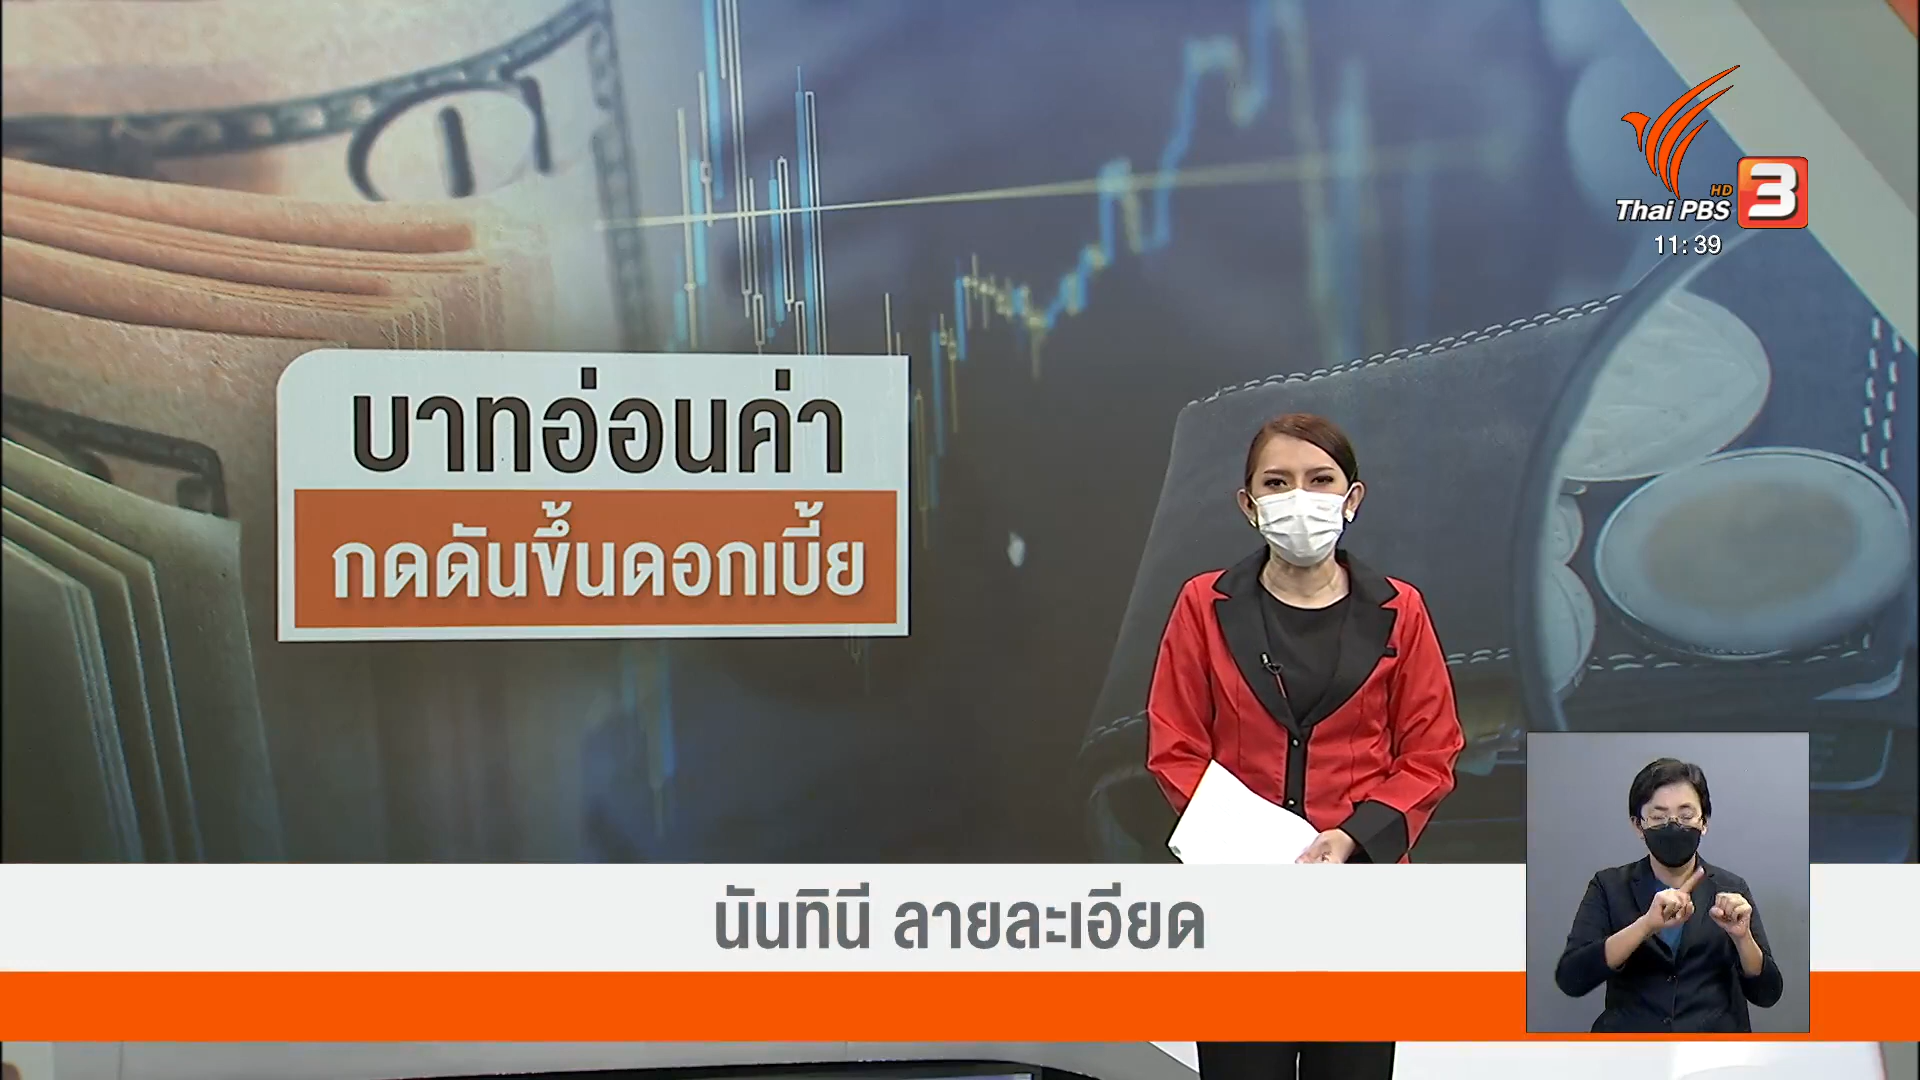 HD
Thai PBS 3
11:39
บาทอ่อนค่า
กดดันขึ้นดอกเบี้ย
นันทินี ลายละเอียด